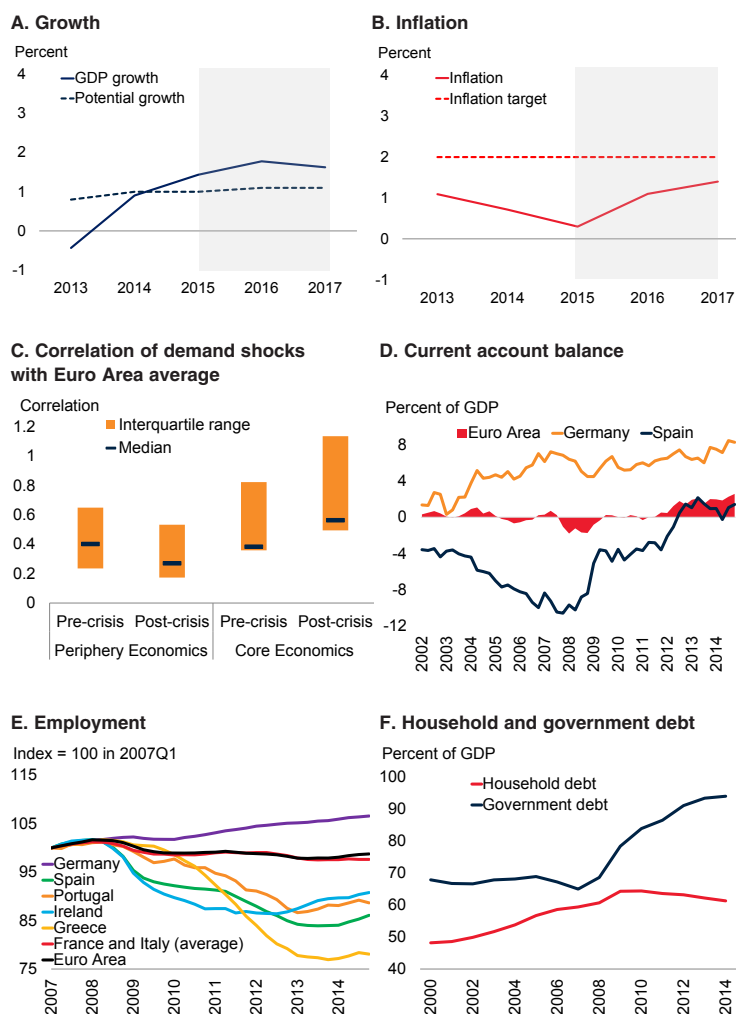 A. Growth
Percent
4
3
2
1
0
-1
GDP growth
Potential growth
2013 2014 2015 2016 2017
B. Inflation
Percent
4
3
2
1
0
-1
Inflation
Inflation target
2013 2014 2015 2016 2017
C. Correlation of demand shocks
with Euro Area average
Correlation
1.2
1
0.8
0.6
0.4
0.2
0
Interquartile range
Median
Pre-crisis Post-crisis Pre-crisis Post-crisis
Periphery Economics Core Economics
D. Current account balance
Percent of GDP
8
4
0
-4
-8
-12
Euro Area Germany Spain
2002 2003 2004 2005 2006 2007 2008 2009 2010 2011 2012 2013 2014
E. Employment
Index = 100 in 2007Q1
115
105
95
85
75
Germany
Spain
Portugal
Ireland
Greece
France and Italy (average)
Euro Area
2007 2008 2009 2010 2011 2012 2013 2014
F. Household and government debt
Percent of GDP
100
90
80
70
60
50
40
Household debt
Government debt
2000 2002 2004 2006 2008 2010 2012 2014